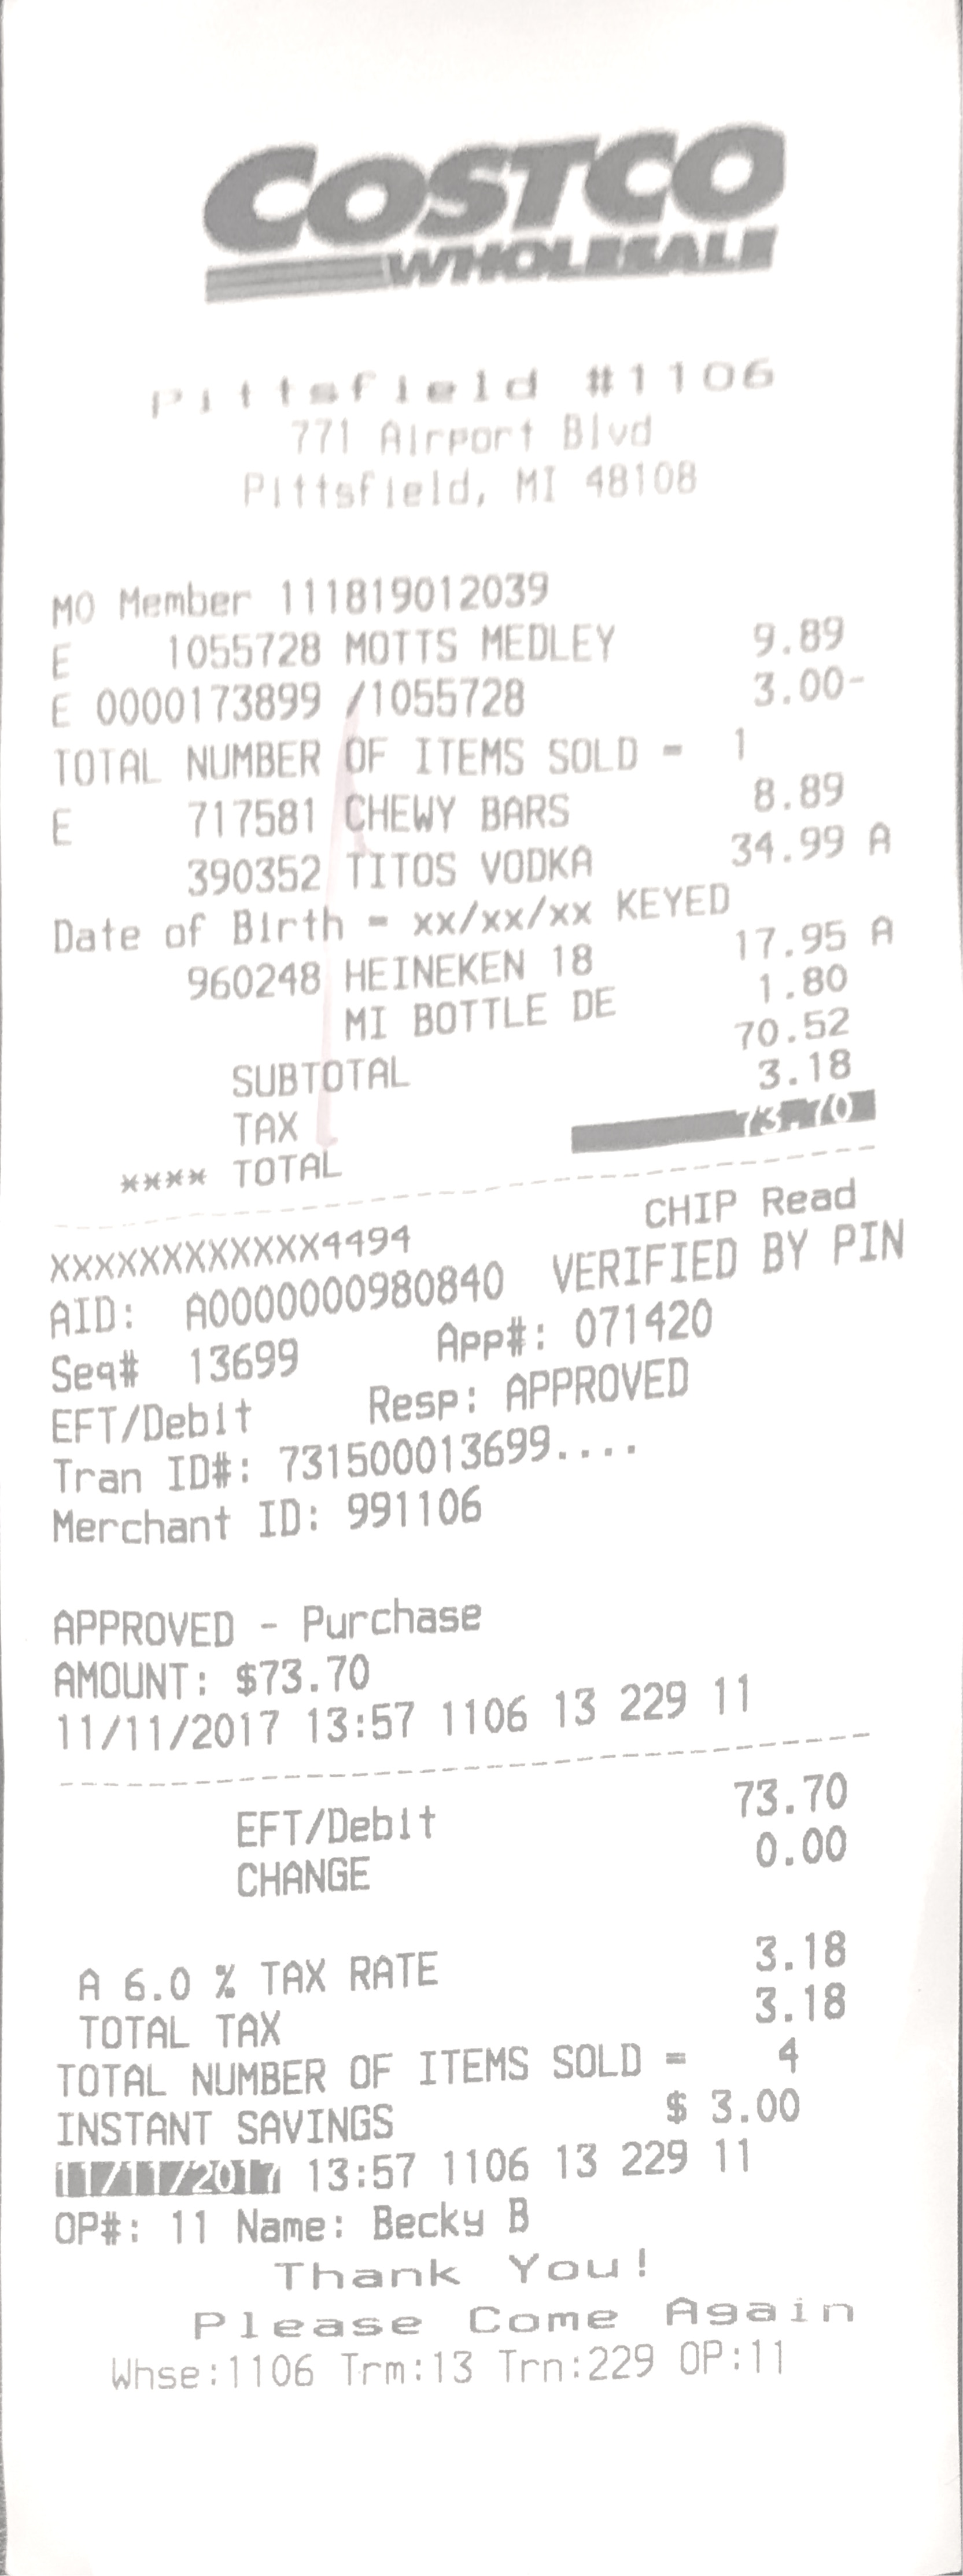 COSTCO
WHOLESALE
Pittsfield #1106
771 Airport Blvd
Pittsfield, MI 48108
MO Member 111819012039
E 1055728 MOTTS MEDLEY 9.89
E 0000173899 /1055728 3.00-
TOTAL NUMBER OF ITEMS SOLD = 1
E 717581 CHEWY BARS 8.89
390352 TITOS VODKA 34.99 A
Date of Birth = xx/xx/xx KEYED
960248 HEINEKEN 18 17.95 A
MI BOTTLE DE 1.80
SUBTOTAL 70.52
TAX 3.18
**** TOTAL 73.70
XXXXXXXXXXXX4494 CHIP Read
AID: A0000000980840 VERIFIED BY PIN
Seq# 13699 App#: 071420
EFT/Debit Resp: APPROVED
Tran ID#: 731500013699....
Merchant ID: 991106
APPROVED - Purchase
AMOUNT: $73.70
11/11/2017 13:57 1106 13 229 11
EFT/Debit 73.70
CHANGE 0.00
A 6.0 % TAX RATE 3.18
TOTAL TAX 3.18
TOTAL NUMBER OF ITEMS SOLD = 4
INSTANT SAVINGS $ 3.00
11/11/2017 13:57 1106 13 229 11
OP#: 11 Name: Becky B
Thank You!
Please Come Again
Whse:1106 Trm:13 Trn:229 OP:11